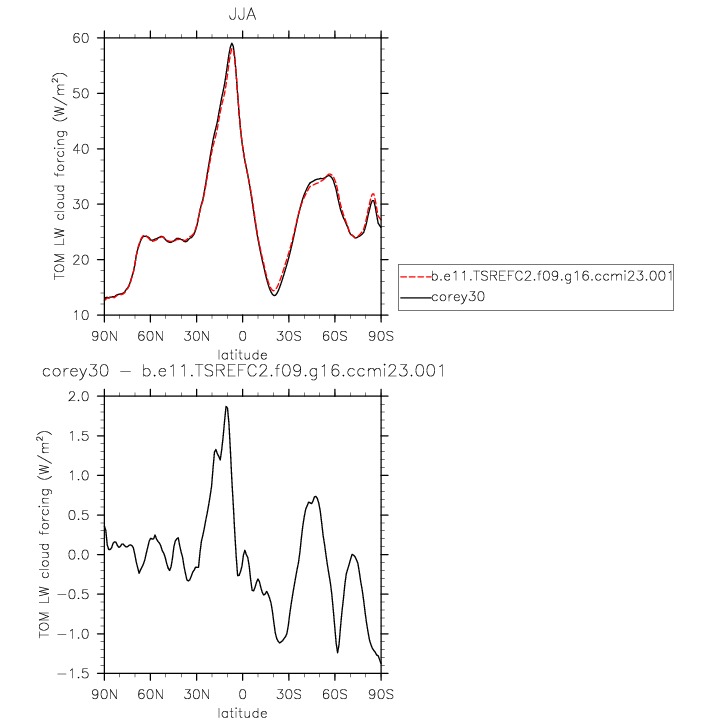 JJA
60
50
40
30
20
10
TOM LW cloud forcing (W/m²)
90N 60N 30N 0 30S 60S 90S
latitude
b.e11.TSREFC2.f09.g16.ccmi23.001
corey30
corey30 − b.e11.TSREFC2.f09.g16.ccmi23.001
2.0
1.5
1.0
0.5
0.0
−0.5
−1.0
−1.5
TOM LW cloud forcing (W/m²)
90N 60N 30N 0 30S 60S 90S
latitude